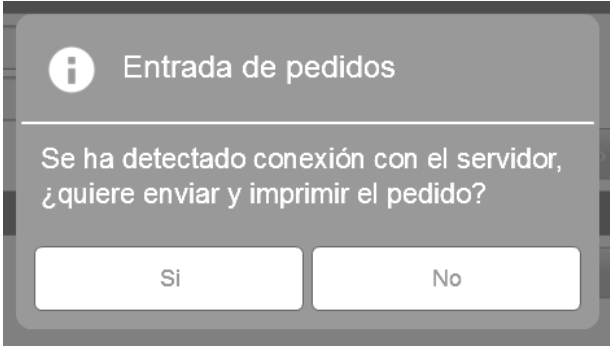 Entrada de pedidos
Se ha detectado conexión con el servidor,
¿quiere enviar y imprimir el pedido?
Si
No